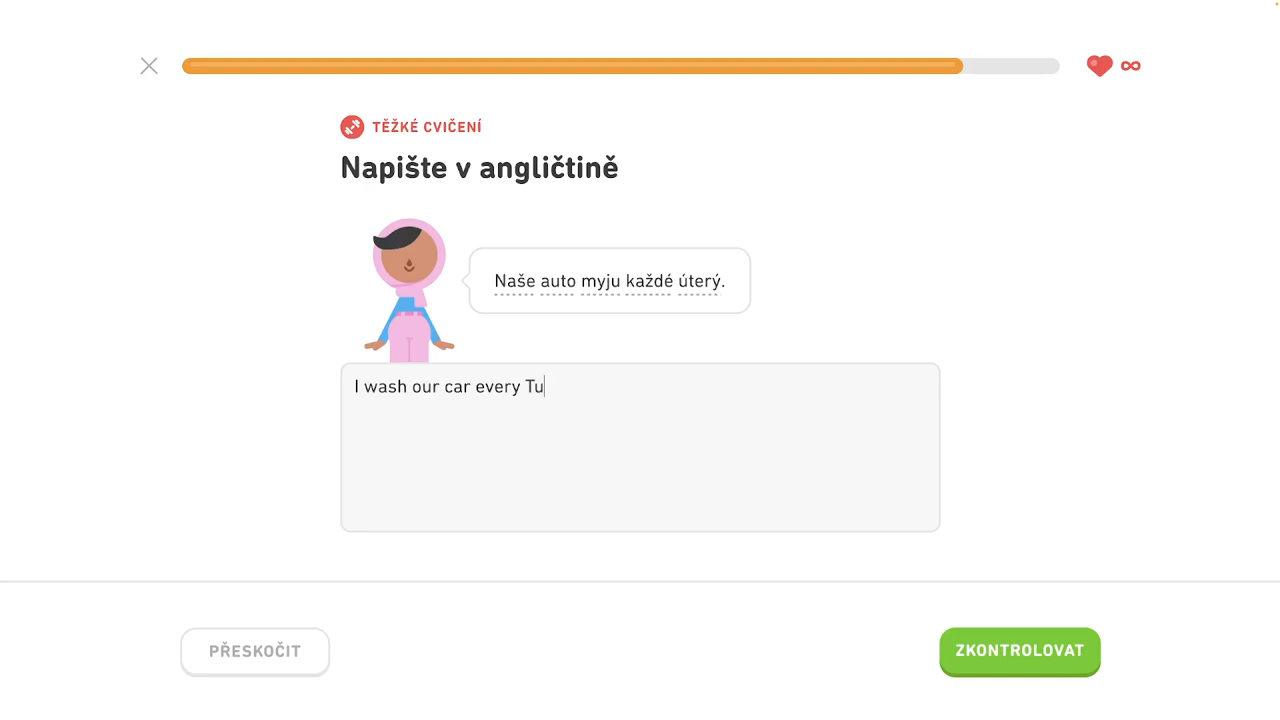 ∞
TĚŽKÉ CVIČENÍ
Napište v angličtině
Naše auto myju každé úterý.
I wash our car every Tu
PŘESKOČIT
ZKONTROLOVAT